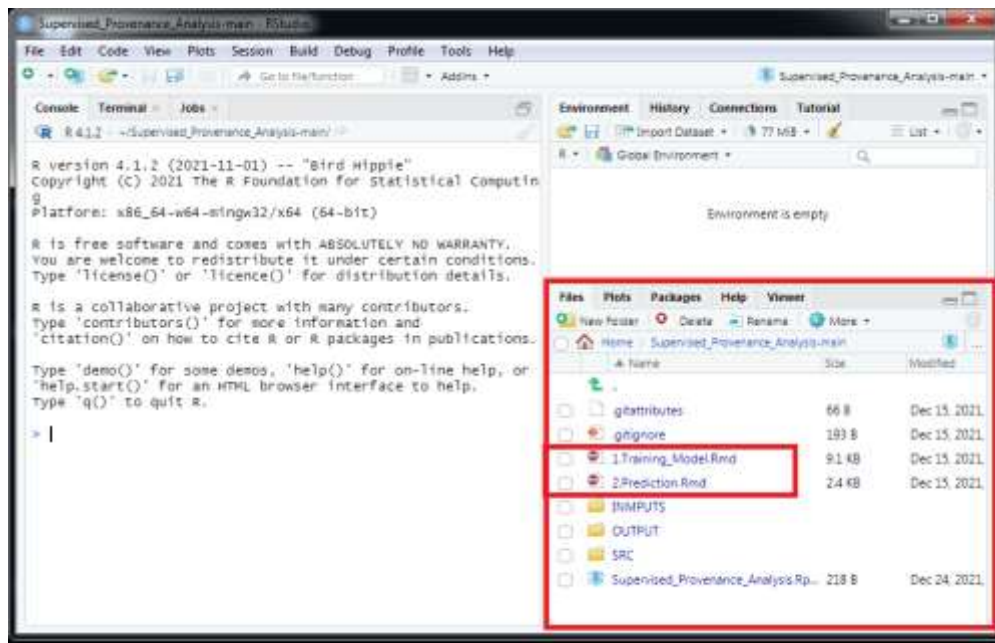 Supervised_Provenance_Analysis-main - RStudio
File Edit Code View Plots Session Build Debug Profile Tools Help
Go to file/function Addins
Supervised_Provenance_Analysis-main
Console Terminal Jobs
R 4.1.2 · ~/Supervised_Provenance_Analysis-main/
R version 4.1.2 (2021-11-01) -- "Bird Hippie"
Copyright (C) 2021 The R Foundation for Statistical Computin
g
Platform: x86_64-w64-mingw32/x64 (64-bit)
R is free software and comes with ABSOLUTELY NO WARRANTY.
You are welcome to redistribute it under certain conditions.
Type 'license()' or 'licence()' for distribution details.
R is a collaborative project with many contributors.
Type 'contributors()' for more information and
'citation()' on how to cite R or R packages in publications.
Type 'demo()' for some demos, 'help()' for on-line help, or
'help.start()' for an HTML browser interface to help.
Type 'q()' to quit R.
>
Environment History Connections Tutorial
Import Dataset 77 MiB List
R Global Environment
Environment is empty
Files Plots Packages Help Viewer
New Folder Delete Rename More
Home Supervised_Provenance_Analysis-main
Name Size Modified
..
.gitattributes 66 B Dec 15, 2021,
.gitignore 193 B Dec 15, 2021,
1.Training_Model.Rmd 9.1 KB Dec 15, 2021,
2.Prediction.Rmd 2.4 KB Dec 15, 2021,
INMPUTS
OUTPUT
SRC
Supervised_Provenance_Analysis.Rp... 218 B Dec 24, 2021,